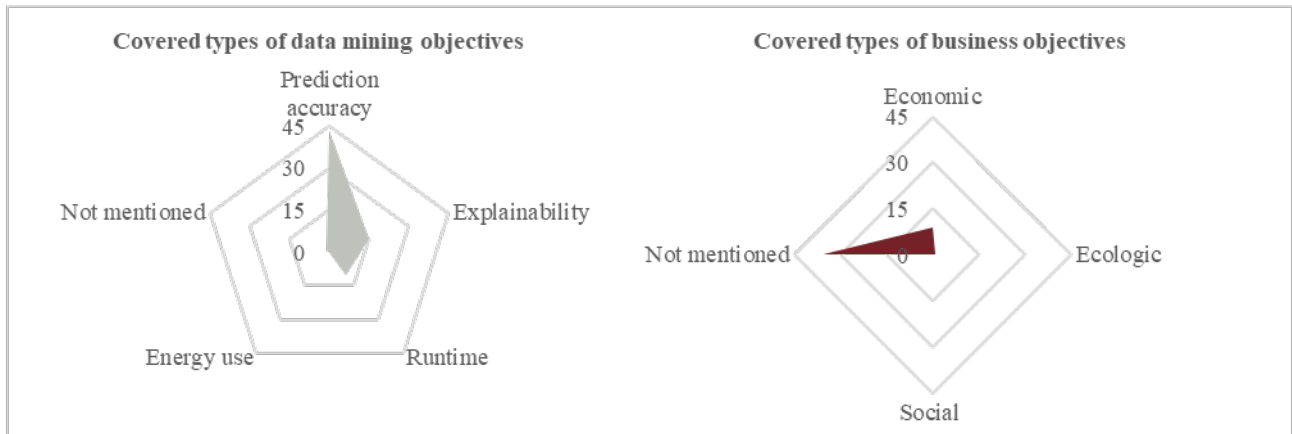 Covered types of data mining objectives
Prediction
accuracy
45
30
15
0
Not mentioned
Explainability
Energy use
Runtime
Covered types of business objectives
Economic
45
30
15
0
Not mentioned
Ecologic
Social